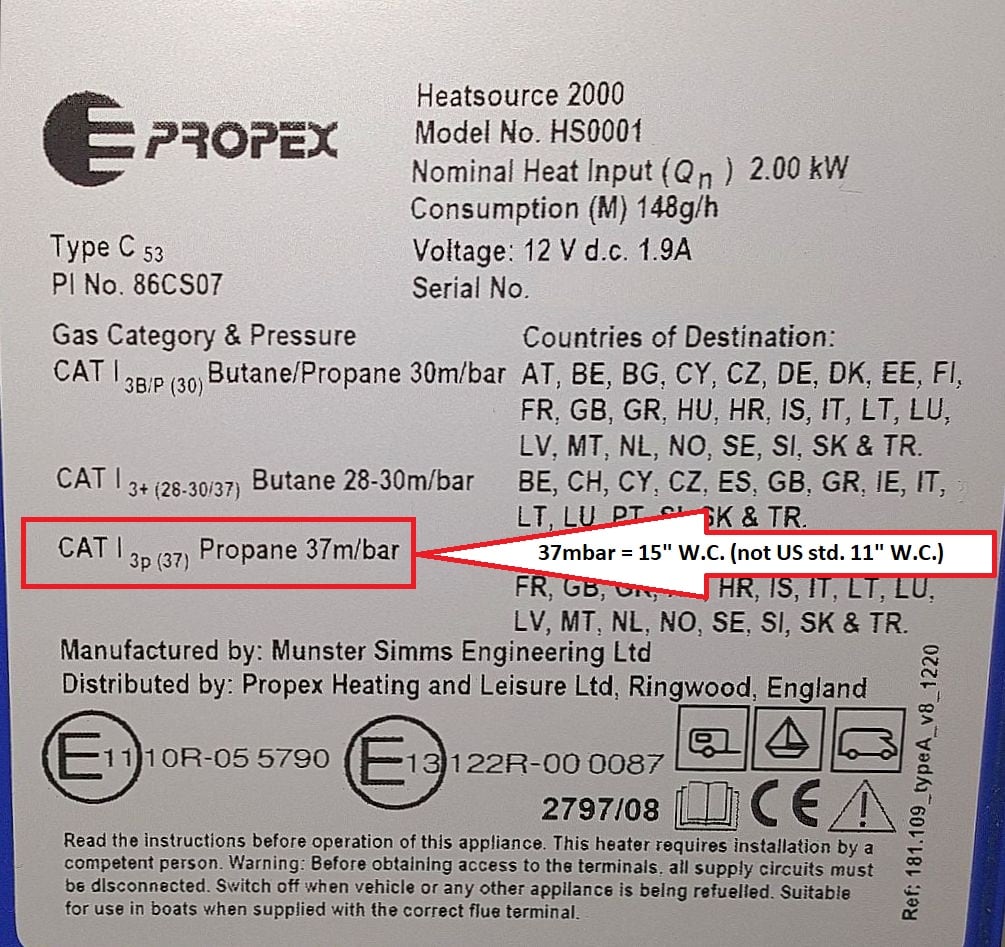 PROPEX
Heatsource 2000
Model No. HS0001
Nominal Heat Input (Qn) 2.00 kW
Consumption (M) 148g/h
Type C 53
Voltage: 12 V d.c. 1.9A
PI No. 86CS07
Serial No.
Gas Category & Pressure
Countries of Destination:
CAT I 3B/P (30) Butane/Propane 30m/bar
AT, BE, BG, CY, CZ, DE, DK, EE, FI,
FR, GB, GR, HU, HR, IS, IT, LT, LU,
LV, MT, NL, NO, SE, SI, SK & TR.
CAT I 3+ (28-30/37) Butane 28-30m/bar
BE, CH, CY, CZ, ES, GB, GR, IE, IT,
LT, LU, PT, SI, SK & TR.
CAT I 3p (37) Propane 37m/bar
37mbar = 15" W.C. (not US std. 11" W.C.)
FR, GB, GR, HR, IS, IT, LT, LU,
LV, MT, NL, NO, SE, SI, SK & TR.
Manufactured by: Munster Simms Engineering Ltd
Distributed by: Propex Heating and Leisure Ltd, Ringwood, England
E11 10R-05 5790
E13 122R-00 0087
2797/08
CE
Read the instructions before operation of this appliance. This heater requires installation by a
competent person. Warning: Before obtaining access to the terminals, all supply circuits must
be disconnected. Switch off when vehicle or any other appliance is being refuelled. Suitable
for use in boats when supplied with the correct flue terminal.
Ref: 181.109_typeA_v8_1220